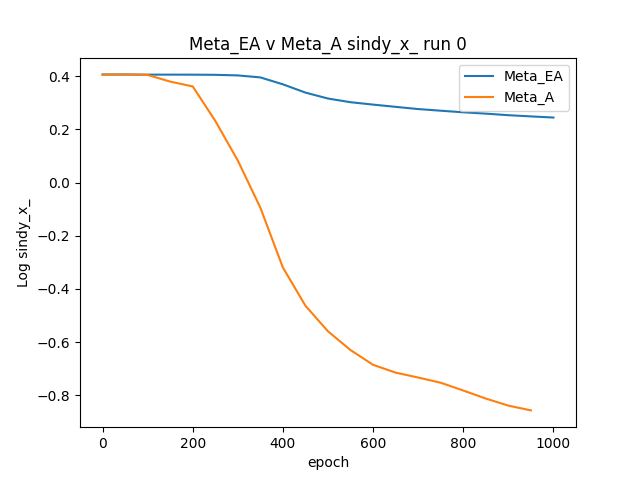 Meta_EA v Meta_A sindy_x_ run 0
Meta_EA
Meta_A
Log sindy_x_
0.4
0.2
0.0
−0.2
−0.4
−0.6
−0.8
0 200 400 600 800 1000
epoch